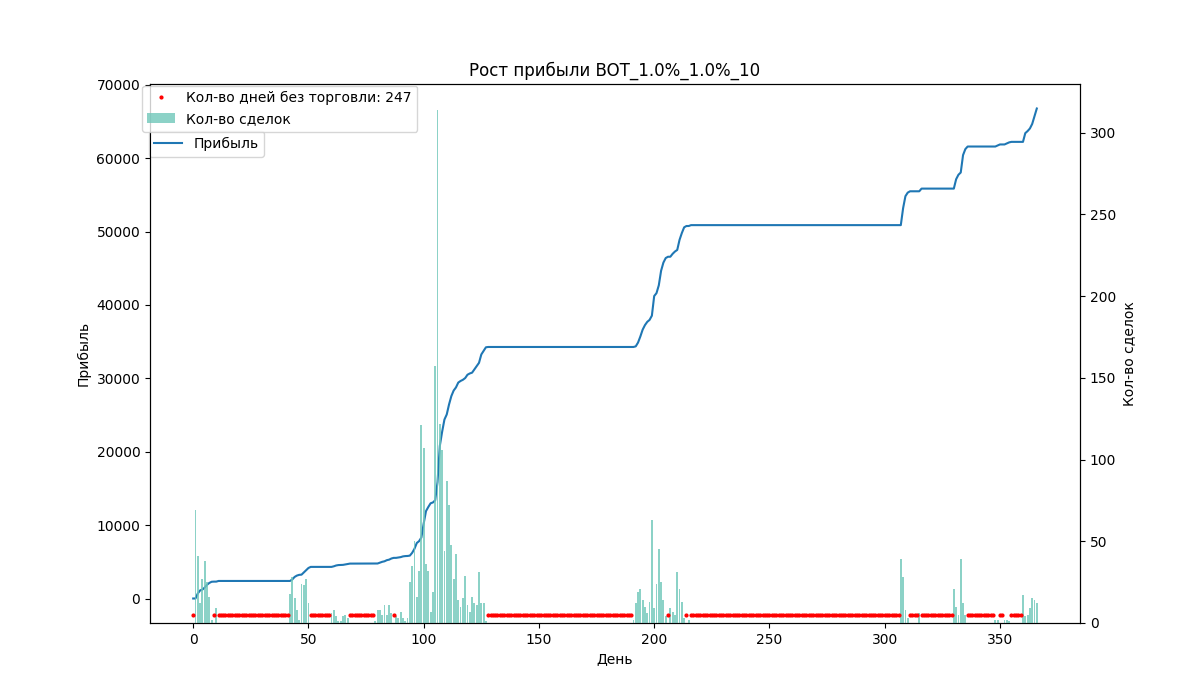 Рост прибыли BOT_1.0%_1.0%_10
Кол-во дней без торговли: 247
Кол-во сделок
Прибыль
70000
60000
50000
40000
30000
20000
10000
0
Прибыль
300
250
200
150
100
50
0
Кол-во сделок
0 50 100 150 200 250 300 350
День